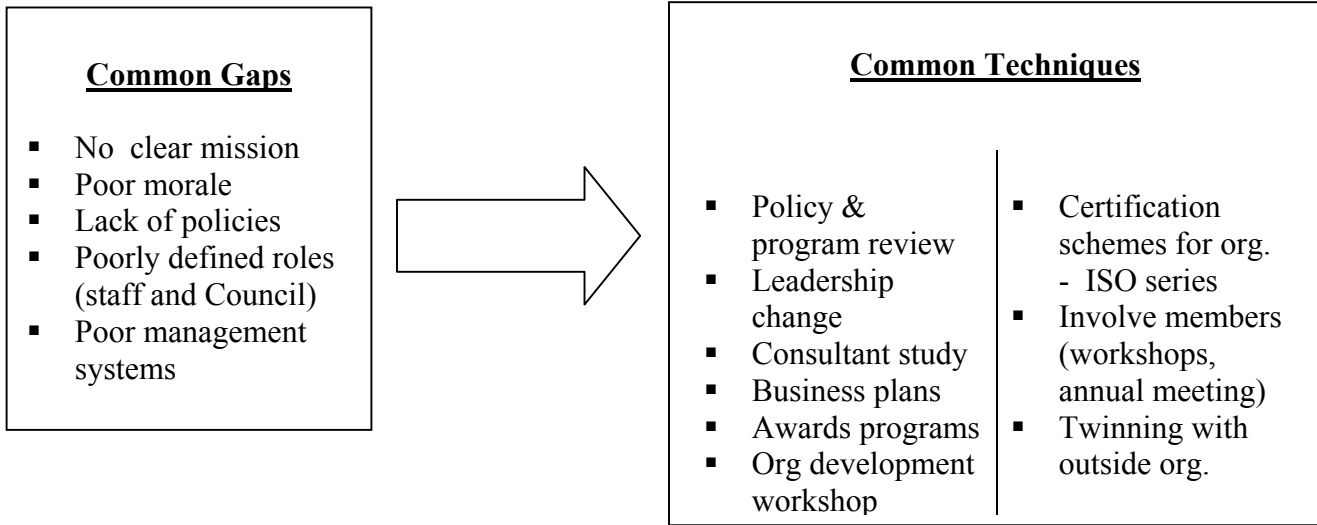 Common Gaps
▪ No clear mission
▪ Poor morale
▪ Lack of policies
▪ Poorly defined roles
(staff and Council)
▪ Poor management
systems
Common Techniques
▪ Policy &
program review
▪ Leadership
change
▪ Consultant study
▪ Business plans
▪ Awards programs
▪ Org development
workshop
▪ Certification
schemes for org.
- ISO series
▪ Involve members
(workshops,
annual meeting)
▪ Twinning with
outside org.